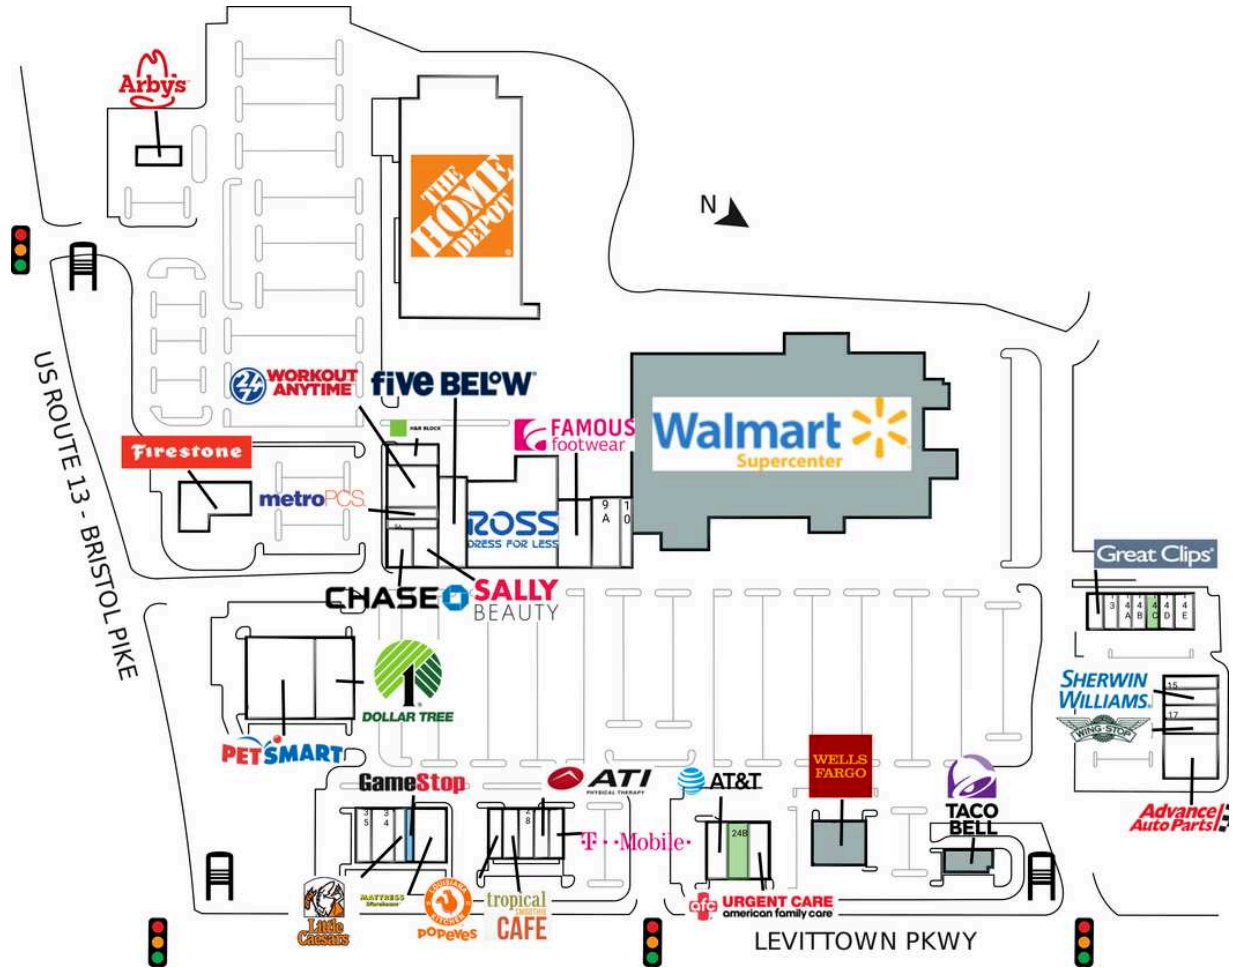 Arby's
THE
HOME
DEPOT
N
US ROUTE 13 - BRISTOL PIKE
24
7
WORKOUT
ANYTIME
five BELOW
H&R BLOCK
FAMOUS
footwear
Walmart
Supercenter
Firestone
metroPCS.
ROSS
DRESS FOR LESS
9
A
1
0
CHASE
SALLY
BEAUTY
Great Clips
3
4
A
4
B
4
C
4
D
4
E
1
DOLLAR TREE
PETSMART
SHERWIN
WILLIAMS.
15
17
WING·STOP
Advance
Auto Parts
GameStop
ATI
PHYSICAL THERAPY
AT&T
WELLS
FARGO
TACO
BELL
3
5
3
4
2
8
T··Mobile·
24B
Little
Caesars
MATTRESS
Warehouse
LOUISIANA
KITCHEN
POPEYES
tropical
SMOOTHIE
CAFE
afc
URGENT CARE
american family care
LEVITTOWN PKWY